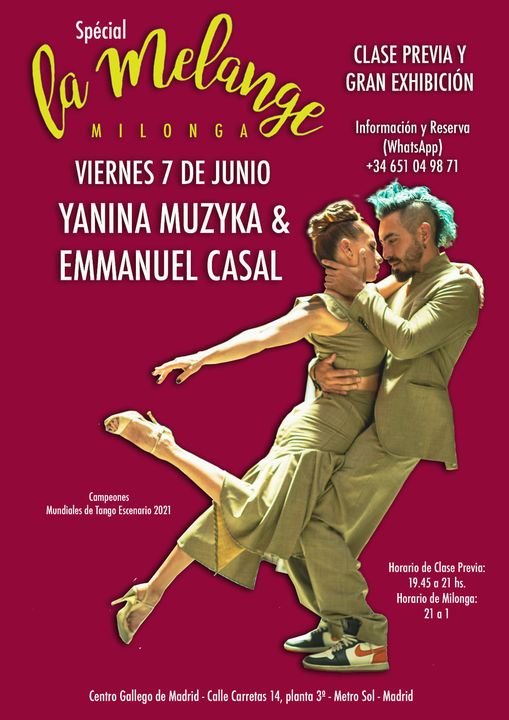 Spécial
la Melange
MILONGA
CLASE PREVIA Y
GRAN EXHIBICIÓN
Información y Reserva
(WhatsApp)
+34 651 04 98 71
VIERNES 7 DE JUNIO
YANINA MUZYKA &
EMMANUEL CASAL
Campeones
Mundiales de Tango Escenario 2021
Horario de Clase Previa:
19.45 a 21 hs.
Horario de Milonga:
21 a 1
Centro Gallego de Madrid - Calle Carretas 14, planta 3º - Metro Sol - Madrid